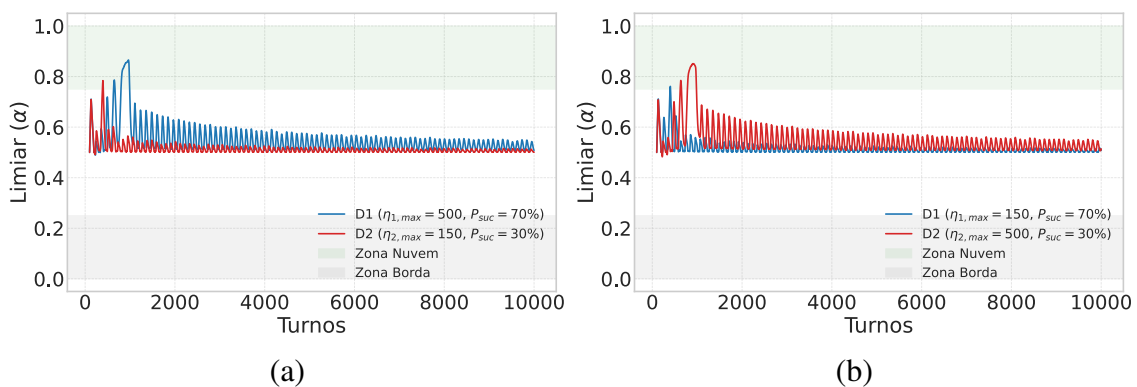 1.0
0.8
0.6
0.4
0.2
0.0
Limiar (α)
0 2000 4000 6000 8000 10000
Turnos
D1 (η1,max = 500, Psuc = 70%)
D2 (η2,max = 150, Psuc = 30%)
Zona Nuvem
Zona Borda
(a)
1.0
0.8
0.6
0.4
0.2
0.0
Limiar (α)
0 2000 4000 6000 8000 10000
Turnos
D1 (η1,max = 150, Psuc = 70%)
D2 (η2,max = 500, Psuc = 30%)
Zona Nuvem
Zona Borda
(b)